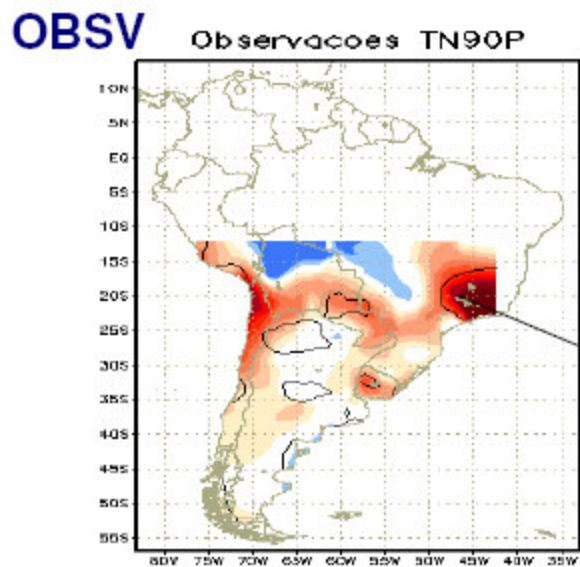 OBSV
Observacoes TN90P
10N
5N
EQ
5S
10S
15S
20S
25S
30S
35S
40S
45S
50S
55S
80W 75W 70W 65W 60W 55W 50W 45W 40W 35W